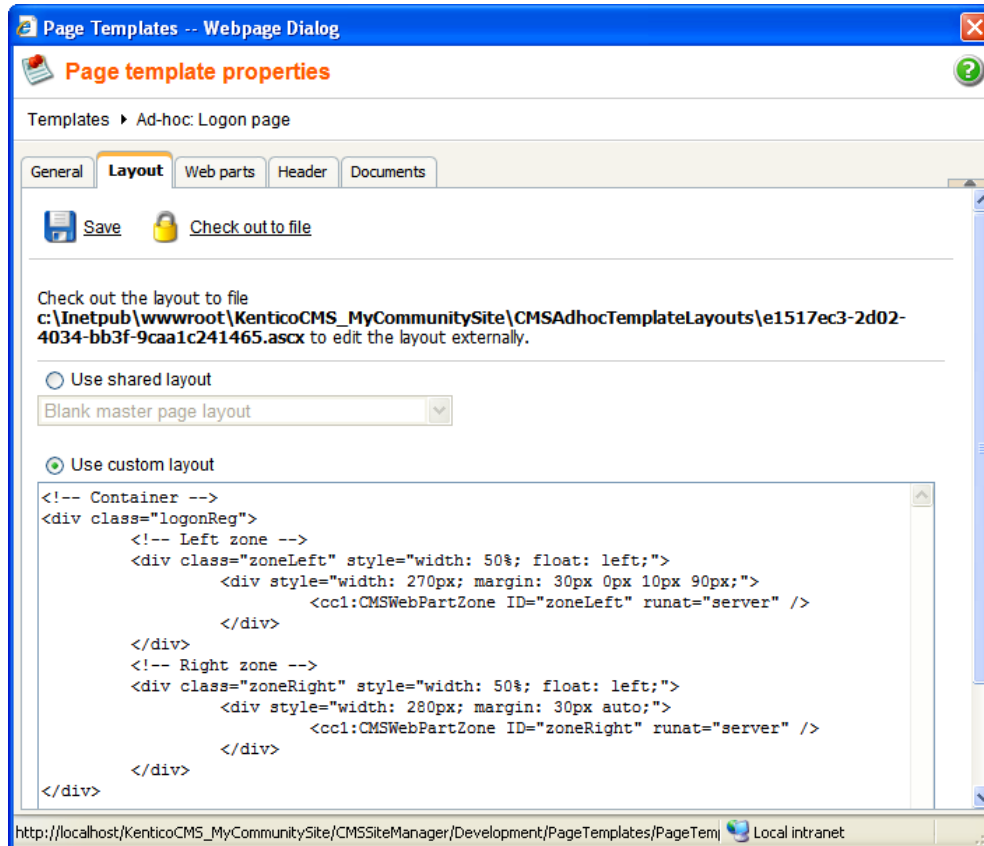 Page Templates -- Webpage Dialog
Page template properties
Templates ▸ Ad-hoc: Logon page
General Layout Web parts Header Documents
Save Check out to file
Check out the layout to file
c:\Inetpub\wwwroot\KenticoCMS_MyCommunitySite\CMSAdhocTemplateLayouts\e1517ec3-2d02-
4034-bb3f-9caa1c241465.ascx to edit the layout externally.
Use shared layout
Blank master page layout
Use custom layout
<!-- Container -->
<div class="logonReg">
<!-- Left zone -->
<div class="zoneLeft" style="width: 50%; float: left;">
<div style="width: 270px; margin: 30px 0px 10px 90px;">
<cc1:CMSWebPartZone ID="zoneLeft" runat="server" />
</div>
</div>
<!-- Right zone -->
<div class="zoneRight" style="width: 50%; float: left;">
<div style="width: 280px; margin: 30px auto;">
<cc1:CMSWebPartZone ID="zoneRight" runat="server" />
</div>
</div>
</div>
http://localhost/KenticoCMS_MyCommunitySite/CMSSiteManager/Development/PageTemplates/PageTem Local intranet